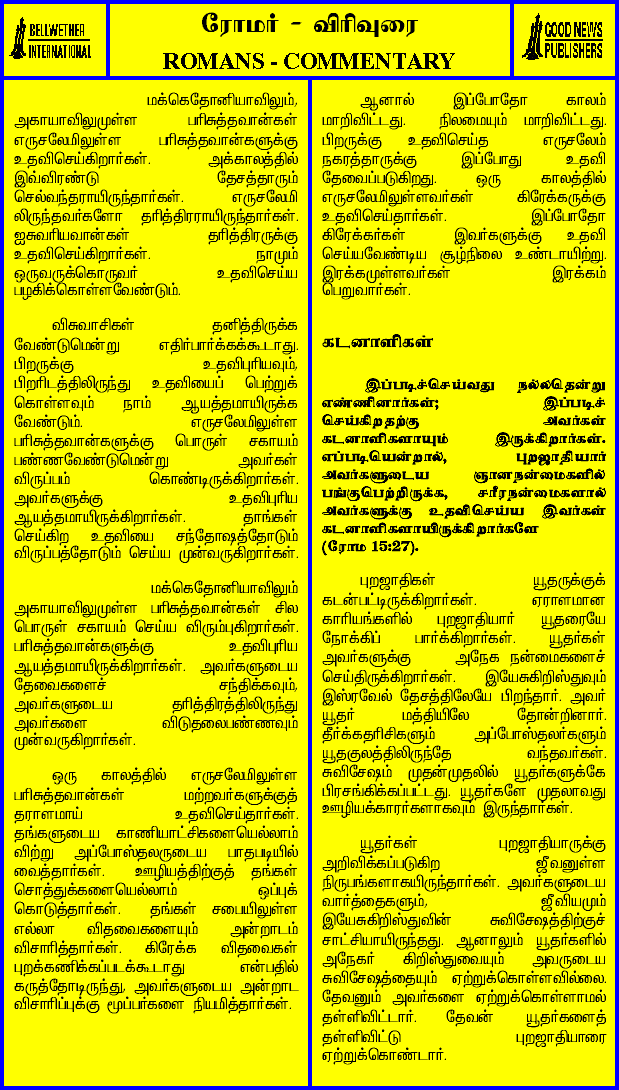 BELLWETHER
INTERNATIONAL
ரோமர் - விரிவுரை
ROMANS - COMMENTARY
GOOD NEWS
PUBLISHERS
மக்கெதோனியாவிலும்,
அகாயாவிலுமுள்ள பரிசுத்தவான்கள்
எருசலேமிலுள்ள பரிசுத்தவான்களுக்கு
உதவிசெய்கிறார்கள். அக்காலத்தில்
இவ்விரண்டு தேசத்தாரும்
செல்வந்தராயிருந்தார்கள். எருசலேமி
லிருந்தவர்களோ தரித்திரராயிருந்தார்கள்.
ஐசுவரியவான்கள் தரித்திரருக்கு
உதவிசெய்கிறார்கள். நாமும்
ஒருவருக்கொருவர் உதவிசெய்ய
பழகிக்கொள்ளவேண்டும்.
விசுவாசிகள் தனித்திருக்க
வேண்டுமென்று எதிர்பார்க்கக்கூடாது.
பிறருக்கு உதவிபுரியவும்,
பிறரிடத்திலிருந்து உதவியைப் பெற்றுக்
கொள்ளவும் நாம் ஆயத்தமாயிருக்க
வேண்டும். எருசலேமிலுள்ள
பரிசுத்தவான்களுக்கு பொருள் சகாயம்
பண்ணவேண்டுமென்று அவர்கள்
விருப்பம் கொண்டிருக்கிறார்கள்.
அவர்களுக்கு உதவிபுரிய
ஆயத்தமாயிருக்கிறார்கள். தாங்கள்
செய்கிற உதவியை சந்தோஷத்தோடும்
விருப்பத்தோடும் செய்ய முன்வருகிறார்கள்.
மக்கெதோனியாவிலும்
அகாயாவிலுமுள்ள பரிசுத்தவான்கள் சில
பொருள் சகாயம் செய்ய விரும்புகிறார்கள்.
பரிசுத்தவான்களுக்கு உதவிபுரிய
ஆயத்தமாயிருக்கிறார்கள். அவர்களுடைய
தேவைகளைச் சந்திக்கவும்,
அவர்களுடைய தரித்திரத்திலிருந்து
அவர்களை விடுதலைபண்ணவும்
முன்வருகிறார்கள்.
ஒரு காலத்தில் எருசலேமிலுள்ள
பரிசுத்தவான்கள் மற்றவர்களுக்குத்
தராளமாய் உதவிசெய்தார்கள்.
தங்களுடைய காணியாட்சிகளையெல்லாம்
விற்று அப்போஸ்தலருடைய பாதபடியில்
வைத்தார்கள். ஊழியத்திற்குத் தங்கள்
சொத்துக்களையெல்லாம் ஒப்புக்
கொடுத்தார்கள். தங்கள் சபையிலுள்ள
எல்லா விதவைகளையும் அன்றாடம்
விசாரித்தார்கள். கிரேக்க விதவைகள்
புறக்கணிக்கப்படக்கூடாது என்பதில்
கருத்தோடிருந்து, அவர்களுடைய அன்றாட
விசாரிப்புக்கு மூப்பர்களை நியமித்தார்கள்.
ஆனால் இப்போதோ காலம்
மாறிவிட்டது. நிலமையும் மாறிவிட்டது.
பிறருக்கு உதவிசெய்த எருசலேம்
நகரத்தாருக்கு இப்போது உதவி
தேவைப்படுகிறது. ஒரு காலத்தில்
எருசலேமிலுள்ளவர்கள் கிரேக்கருக்கு
உதவிசெய்தார்கள். இப்போதோ
கிரேக்கர்கள் இவர்களுக்கு உதவி
செய்யவேண்டிய சூழ்நிலை உண்டாயிற்று.
இரக்கமுள்ளவர்கள் இரக்கம்
பெறுவார்கள்.
கடனாளிகள்
இப்படிச்செய்வது நல்லதென்று
எண்ணினார்கள்; இப்படிச்
செய்கிறதற்கு அவர்கள்
கடனாளிகளாயும் இருக்கிறார்கள்.
எப்படியென்றால், புறஜாதியார்
அவர்களுடைய ஞானநன்மைகளில்
பங்குபெற்றிருக்க, சரீரநன்மைகளால்
அவர்களுக்கு உதவிசெய்ய இவர்கள்
கடனாளிகளாயிருக்கிறார்களே
(ரோம 15:27).
புறஜாதிகள் யூதருக்குக்
கடன்பட்டிருக்கிறார்கள். ஏராளமான
காரியங்களில் புறஜாதியார் யூதரையே
நோக்கிப் பார்க்கிறார்கள். யூதர்கள்
அவர்களுக்கு அநேக நன்மைகளைச்
செய்திருக்கிறார்கள். இயேசுகிறிஸ்துவும்
இஸ்ரவேல் தேசத்திலேயே பிறந்தார். அவர்
யூதர் மத்தியிலே தோன்றினார்.
தீர்க்கதரிசிகளும் அப்போஸ்தலர்களும்
யூதகுலத்திலிருந்தே வந்தவர்கள்.
சுவிசேஷம் முதன்முதலில் யூதர்களுக்கே
பிரசங்கிக்கப்பட்டது. யூதர்களே முதலாவது
ஊழியக்காரர்களாகவும் இருந்தார்கள்.
யூதர்கள் புறஜாதியாருக்கு
அறிவிக்கப்படுகிற ஜீவனுள்ள
நிருபங்களாகயிருந்தார்கள். அவர்களுடைய
வார்த்தைகளும், ஜீவியமும்
இயேசுகிறிஸ்துவின் சுவிசேஷத்திற்குச்
சாட்சியாயிருந்தது. ஆனாலும் யூதர்களில்
அநேகர் கிறிஸ்துவையும் அவருடைய
சுவிசேஷத்தையும் ஏற்றுக்கொள்ளவில்லை.
தேவனும் அவர்களை ஏற்றுக்கொள்ளாமல்
தள்ளிவிட்டார். தேவன் யூதர்களைத்
தள்ளிவிட்டு புறஜாதியாரை
ஏற்றுக்கொண்டார்.